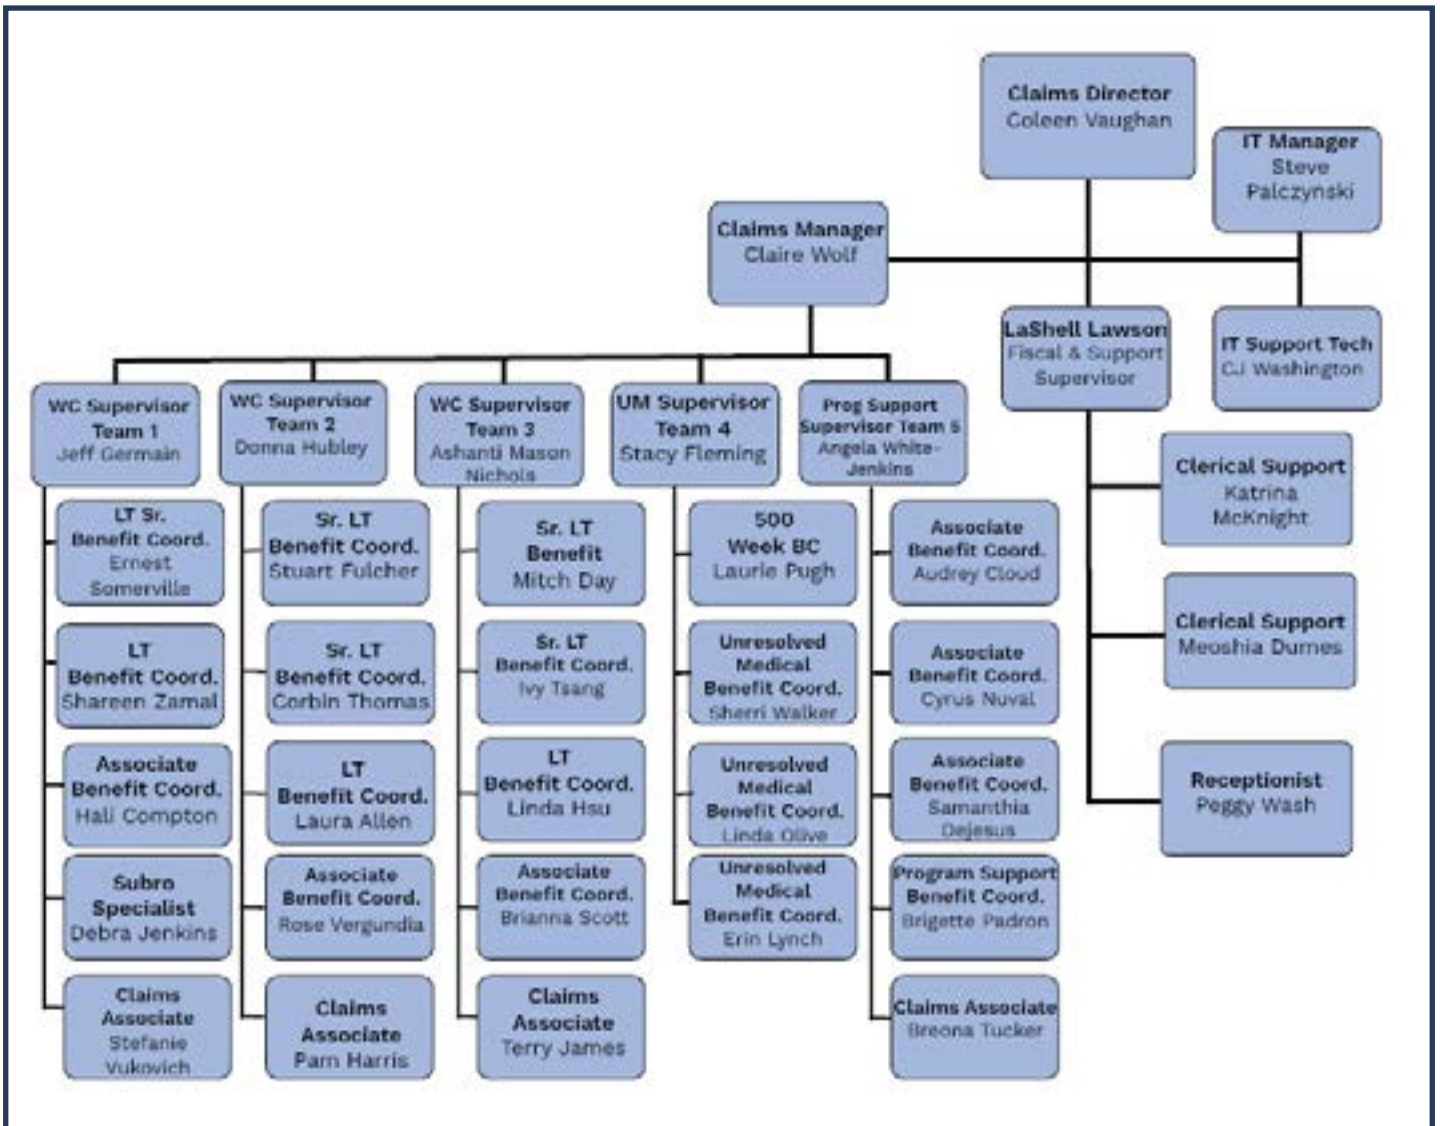 Claims Director
Coleen Vaughan
IT Manager
Steve
Palczynski
Claims Manager
Claire Wolf
LaShell Lawson
Fiscal & Support
Supervisor
IT Support Tech
CJ Washington
WC Supervisor
Team 1
Jeff Germain
WC Supervisor
Team 2
Donna Hubley
WC Supervisor
Team 3
Ashanti Mason
Nichols
UM Supervisor
Team 4
Stacy Fleming
Prog Support
Supervisor Team 5
Angela White-
Jenkins
LT Sr.
Benefit Coord.
Ernest
Somerville
LT
Benefit Coord.
Shareen Zamal
Associate
Benefit Coord.
Hali Compton
Subro
Specialist
Debra Jenkins
Claims
Associate
Stefanie
Vukovich
Sr. LT
Benefit Coord.
Stuart Fulcher
Sr. LT
Benefit Coord.
Corbin Thomas
LT
Benefit Coord.
Laura Allen
Associate
Benefit Coord.
Rose Vergundia
Claims
Associate
Pam Harris
Sr. LT
Benefit
Mitch Day
Sr. LT
Benefit Coord.
Ivy Tsang
LT
Benefit Coord.
Linda Hsu
Associate
Benefit Coord.
Brianna Scott
Claims
Associate
Terry James
500
Week BC
Laurie Pugh
Unresolved
Medical
Benefit Coord.
Sherri Walker
Unresolved
Medical
Benefit Coord.
Linda Olive
Unresolved
Medical
Benefit Coord.
Erin Lynch
Associate
Benefit Coord.
Audrey Cloud
Associate
Benefit Coord.
Cyrus Nuval
Associate
Benefit Coord.
Samanthia
Dejesus
Program Support
Benefit Coord.
Brigette Padron
Claims Associate
Breona Tucker
Clerical Support
Katrina
McKnight
Clerical Support
Meoshia Dumes
Receptionist
Peggy Wash